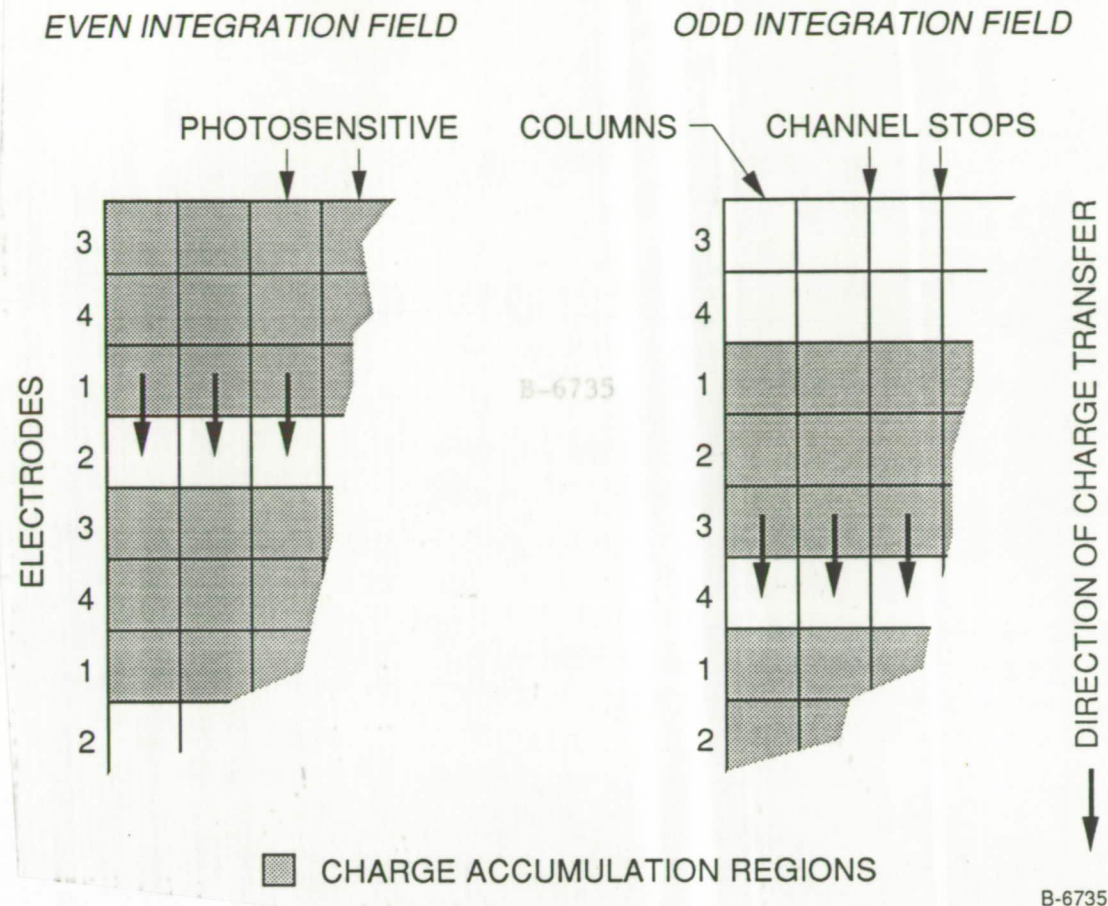 EVEN INTEGRATION FIELD
ODD INTEGRATION FIELD
PHOTOSENSITIVE COLUMNS CHANNEL STOPS
ELECTRODES
3
4
1
2
3
4
1
2
B-6735
3
4
1
2
3
4
1
2
DIRECTION OF CHARGE TRANSFER
CHARGE ACCUMULATION REGIONS
B-6735